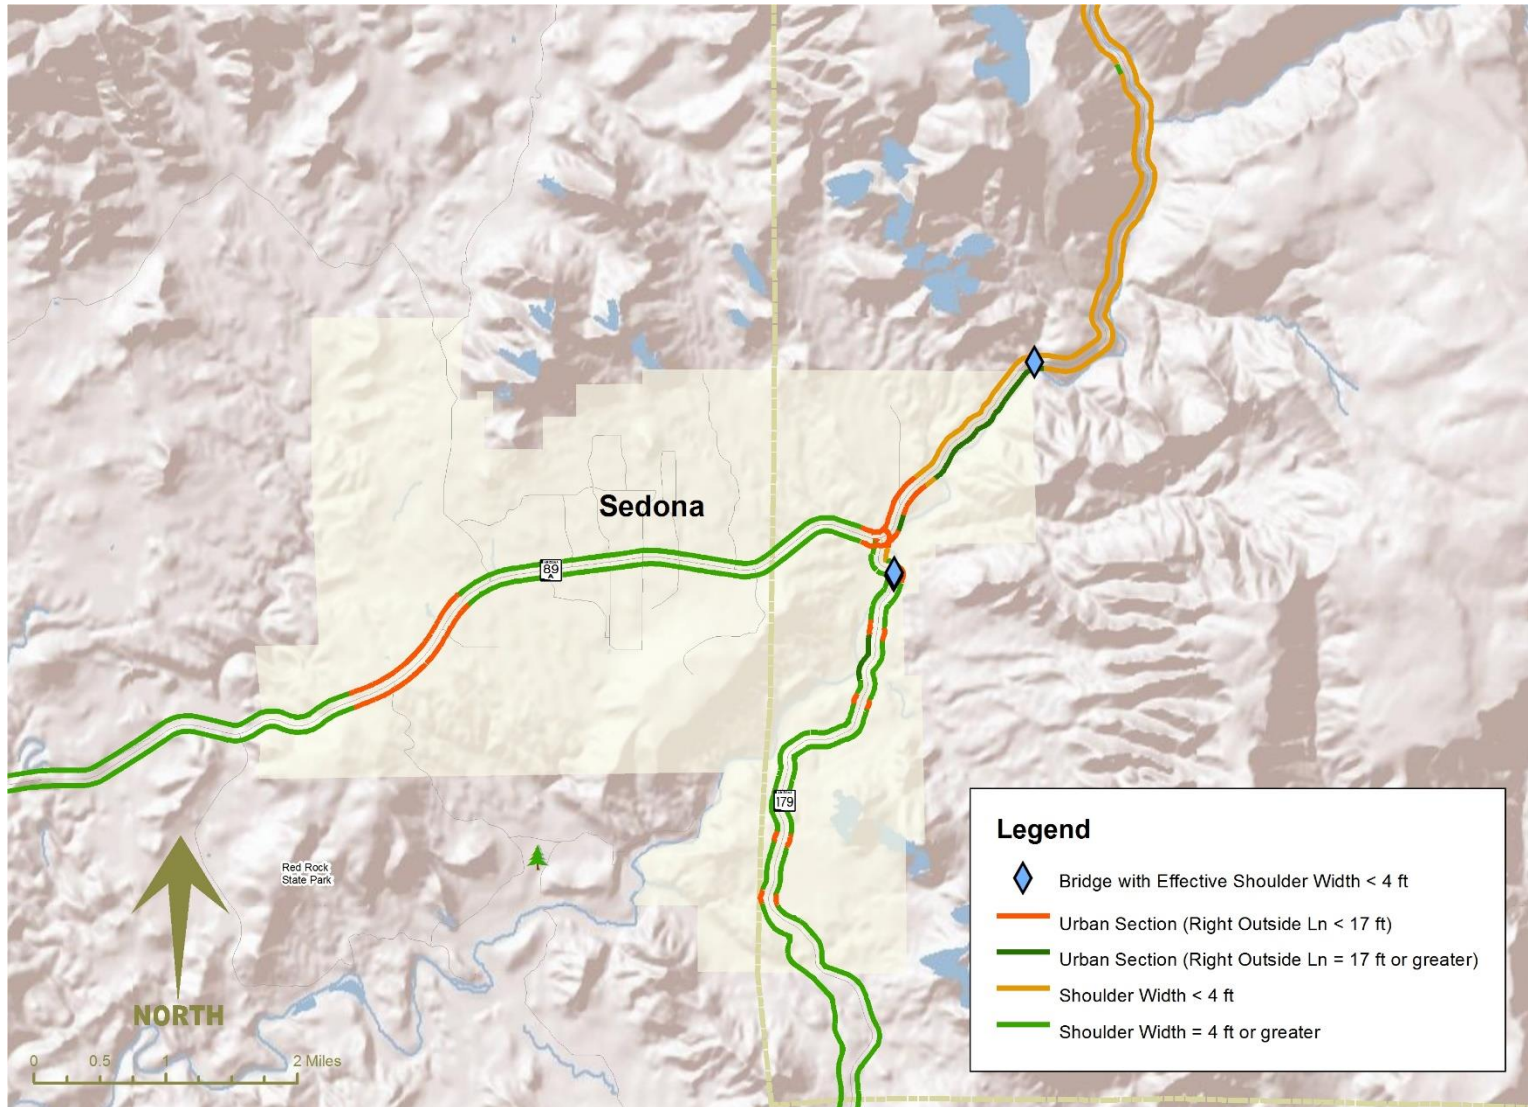 Sedona
89
A
179
Red Rock
State Park
NORTH
0 0.5 1 2 Miles
Legend
Bridge with Effective Shoulder Width < 4 ft
Urban Section (Right Outside Ln < 17 ft)
Urban Section (Right Outside Ln = 17 ft or greater)
Shoulder Width < 4 ft
Shoulder Width = 4 ft or greater